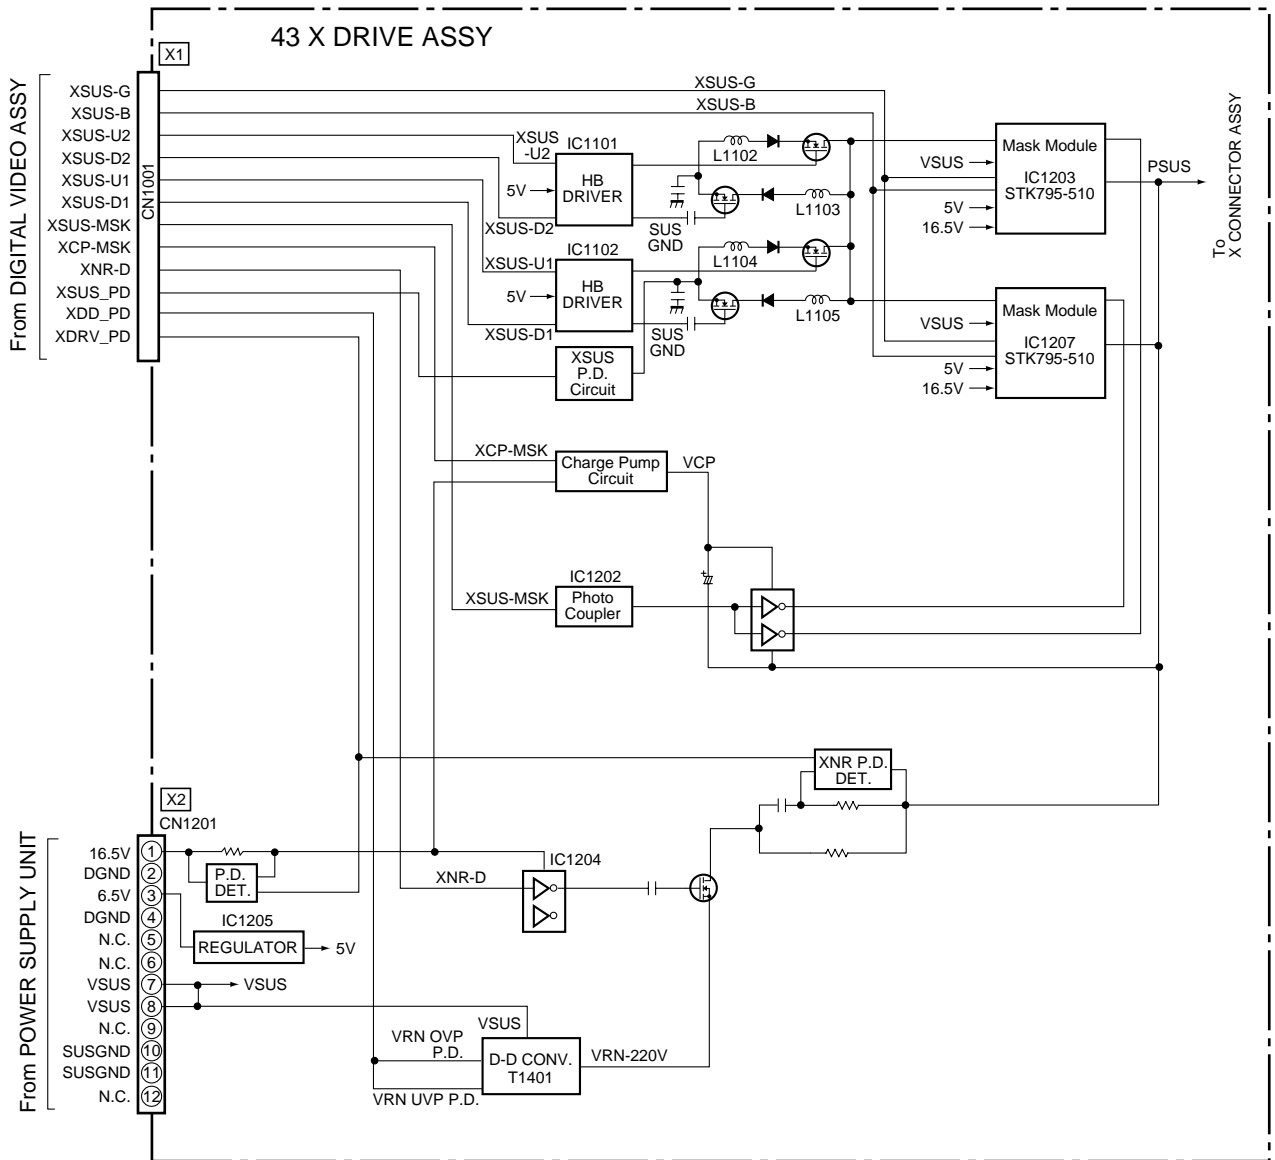 43 X DRIVE ASSY
X1
From DIGITAL VIDEO ASSY
CN1001
XSUS-G
XSUS-B
XSUS-U2
XSUS-D2
XSUS-U1
XSUS-D1
XSUS-MSK
XCP-MSK
XNR-D
XSUS_PD
XDD_PD
XDRV_PD
XSUS-G
XSUS-B
XSUS
-U2
IC1101
HB
DRIVER
5V
XSUS-D2
L1102
L1103
SUS
GND
IC1102
XSUS-U1
HB
DRIVER
5V
XSUS-D1
L1104
L1105
SUS
GND
XSUS
P.D.
Circuit
Mask Module
IC1203
STK795-510
VSUS
5V
16.5V
PSUS
To
X CONNECTOR ASSY
Mask Module
IC1207
STK795-510
VSUS
5V
16.5V
XCP-MSK
Charge Pump
Circuit
VCP
+
IC1202
XSUS-MSK
Photo
Coupler
XNR P.D.
DET.
X2
CN1201
From POWER SUPPLY UNIT
16.5V 1
DGND 2
6.5V 3
DGND 4
N.C. 5
N.C. 6
VSUS 7
VSUS 8
N.C. 9
SUSGND 10
SUSGND 11
N.C. 12
P.D.
DET.
IC1205
REGULATOR
5V
VSUS
XNR-D
IC1204
VSUS
VRN OVP
P.D.
D-D CONV.
T1401
VRN-220V
VRN UVP P.D.